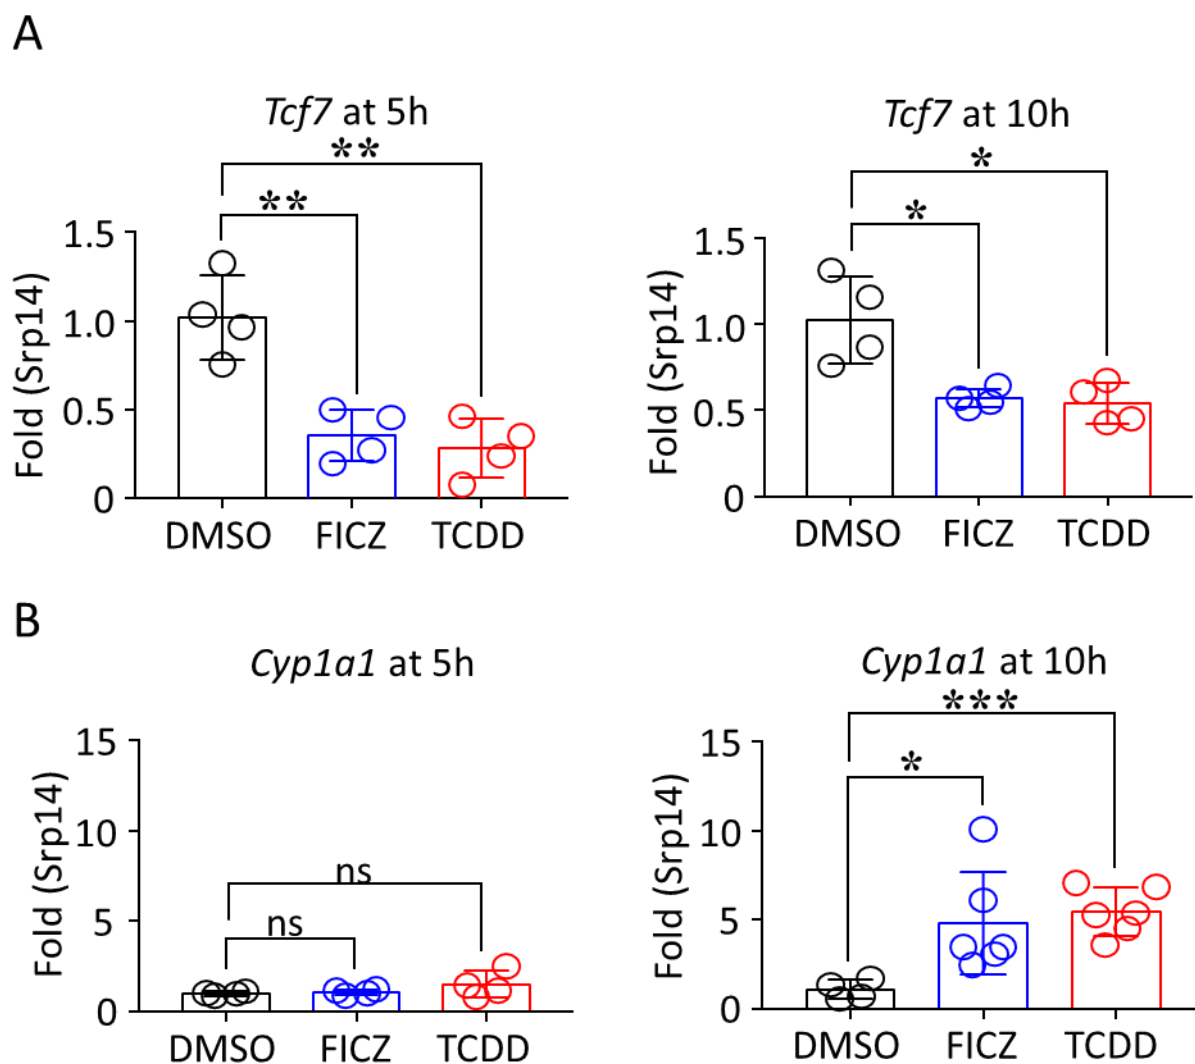 A
Tcf7 at 5h
**
**
Fold (Srp14)
1.5
1.0
0.5
0
DMSO FICZ TCDD
Tcf7 at 10h
*
*
Fold (Srp14)
1.5
1.0
0.5
0
DMSO FICZ TCDD
B
Cyp1a1 at 5h
ns
ns
Fold (Srp14)
15
10
5
0
DMSO FICZ TCDD
Cyp1a1 at 10h
***
*
Fold (Srp14)
15
10
5
0
DMSO FICZ TCDD